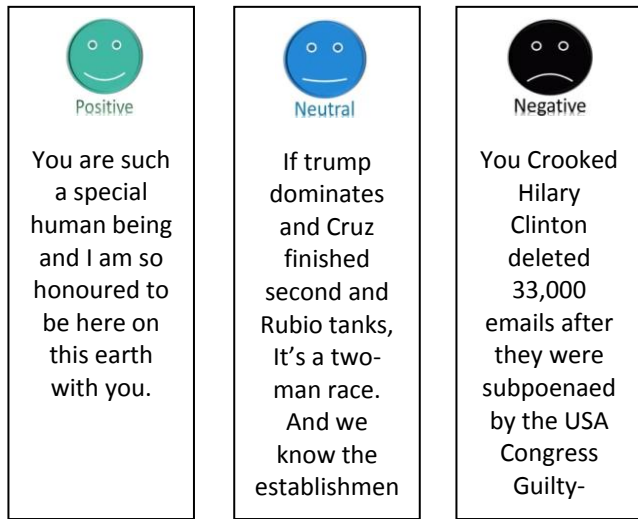 Positive
You are such
a special
human being
and I am so
honoured to
be here on
this earth
with you.
Neutral
If trump
dominates
and Cruz
finished
second and
Rubio tanks,
It’s a two-
man race.
And we
know the
establishmen
Negative
You Crooked
Hilary
Clinton
deleted
33,000
emails after
they were
subpoenaed
by the USA
Congress
Guilty-